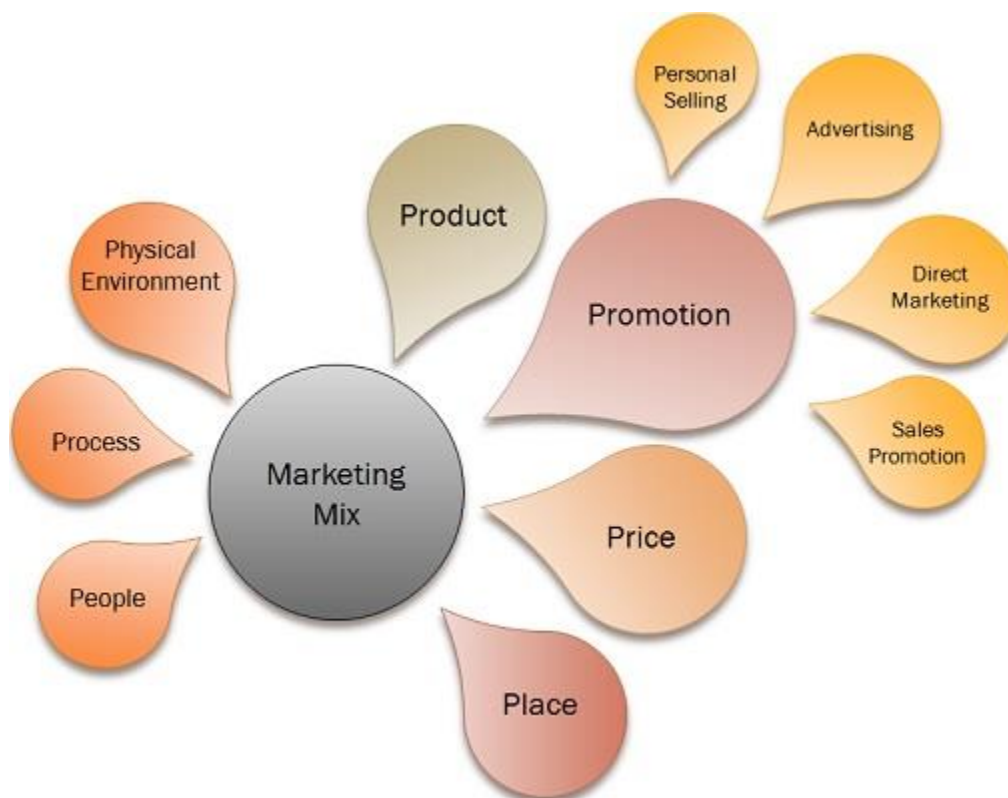 Personal
Selling
Advertising
Product
Physical
Environment
Direct
Marketing
Promotion
Process
Sales
Promotion
Marketing
Mix
Price
People
Place